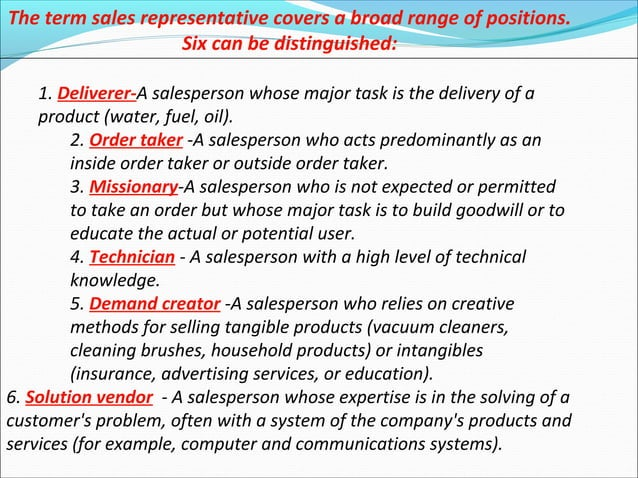 The term sales representative covers a broad range of positions.
Six can be distinguished:
1. Deliverer-A salesperson whose major task is the delivery of a
product (water, fuel, oil).
2. Order taker -A salesperson who acts predominantly as an
inside order taker or outside order taker.
3. Missionary-A salesperson who is not expected or permitted
to take an order but whose major task is to build goodwill or to
educate the actual or potential user.
4. Technician - A salesperson with a high level of technical
knowledge.
5. Demand creator -A salesperson who relies on creative
methods for selling tangible products (vacuum cleaners,
cleaning brushes, household products) or intangibles
(insurance, advertising services, or education).
6. Solution vendor - A salesperson whose expertise is in the solving of a
customer's problem, often with a system of the company's products and
services (for example, computer and communications systems).